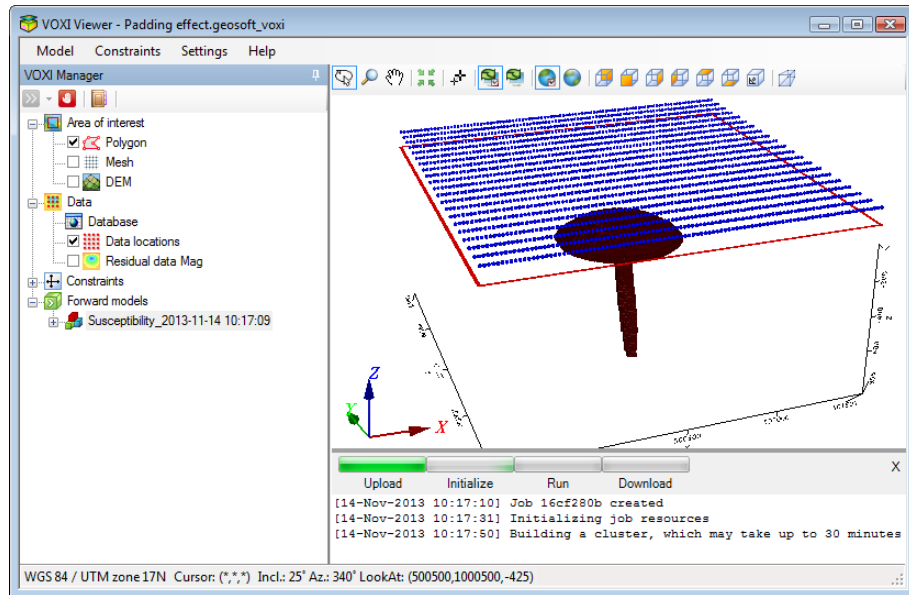 VOXI Viewer - Padding effect.geosoft_voxi
Model Constraints Settings Help
VOXI Manager
Area of interest
Polygon
Mesh
DEM
Data
Database
Data locations
Residual data Mag
Constraints
Forward models
Susceptibility_2013-11-14 10:17:09
Z
Y
X
X
Upload Initialize Run Download
[14-Nov-2013 10:17:10] Job 16cf280b created
[14-Nov-2013 10:17:31] Initializing job resources
[14-Nov-2013 10:17:50] Building a cluster, which may take up to 30 minutes
WGS 84 / UTM zone 17N Cursor: (*,*,*) Incl.: 25° Az.: 340° LookAt: (500500,1000500,-425)